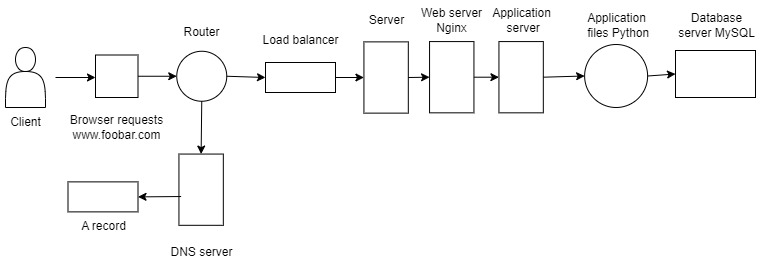 Router
Load balancer
Server
Web server
Nginx
Application
server
Application
files Python
Database
server MySQL
Client
Browser requests
www.foobar.com
A record
DNS server